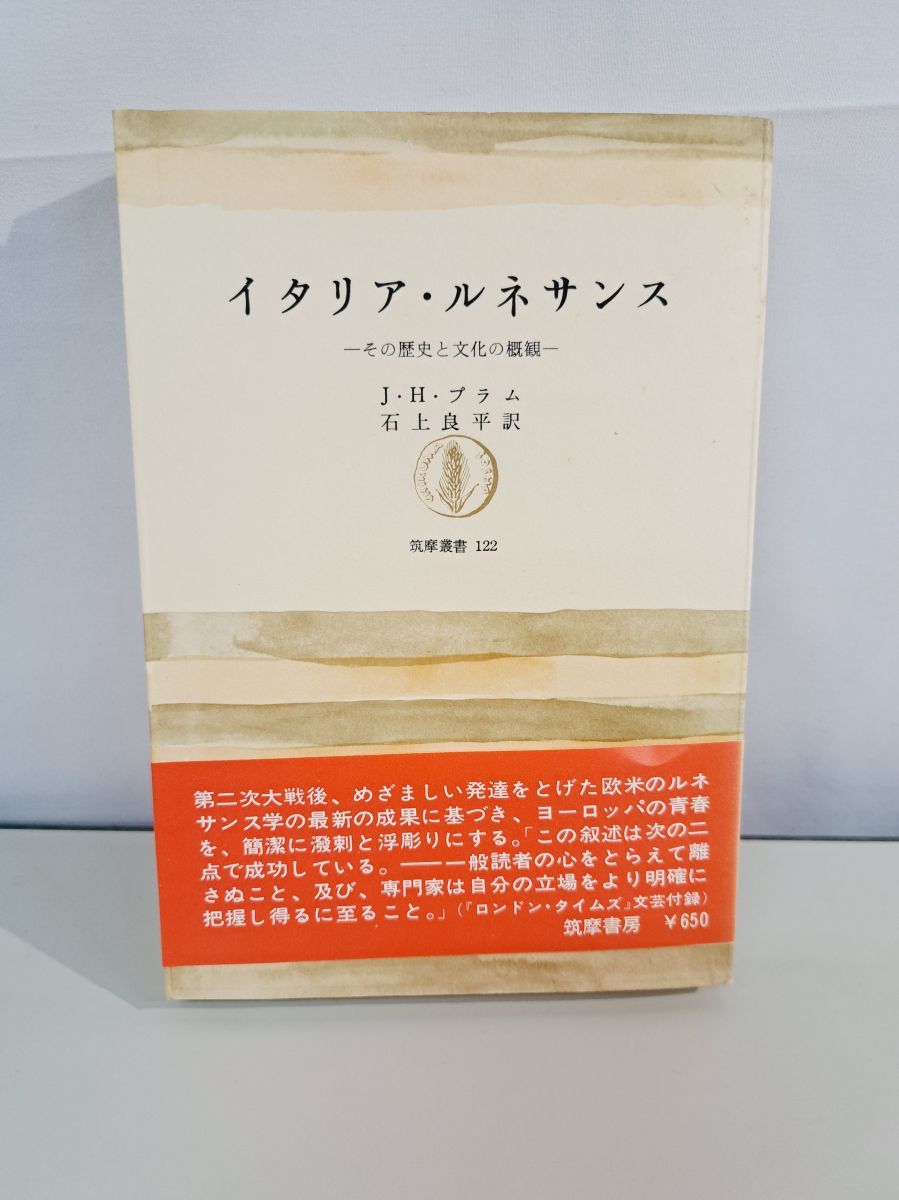 イタリア・ルネサンス
―その歴史と文化の概観―
J・H・プラム
石上良平訳
CHIKUMA SHOBO
筑摩叢書 122
第二次大戦後、めざましい発達をとげた欧米のルネ
サンス学の最新の成果に基づき、ヨーロッパの青春
を、簡潔に潑剌と浮彫りにする。「この叙述は次の二
点で成功している。――一般読者の心をとらえて離
さぬこと、及び、専門家は自分の立場をより明確に
把握し得るに至ること。」(『ロンドン・タイムズ』文芸付録)
筑摩書房 ￥650